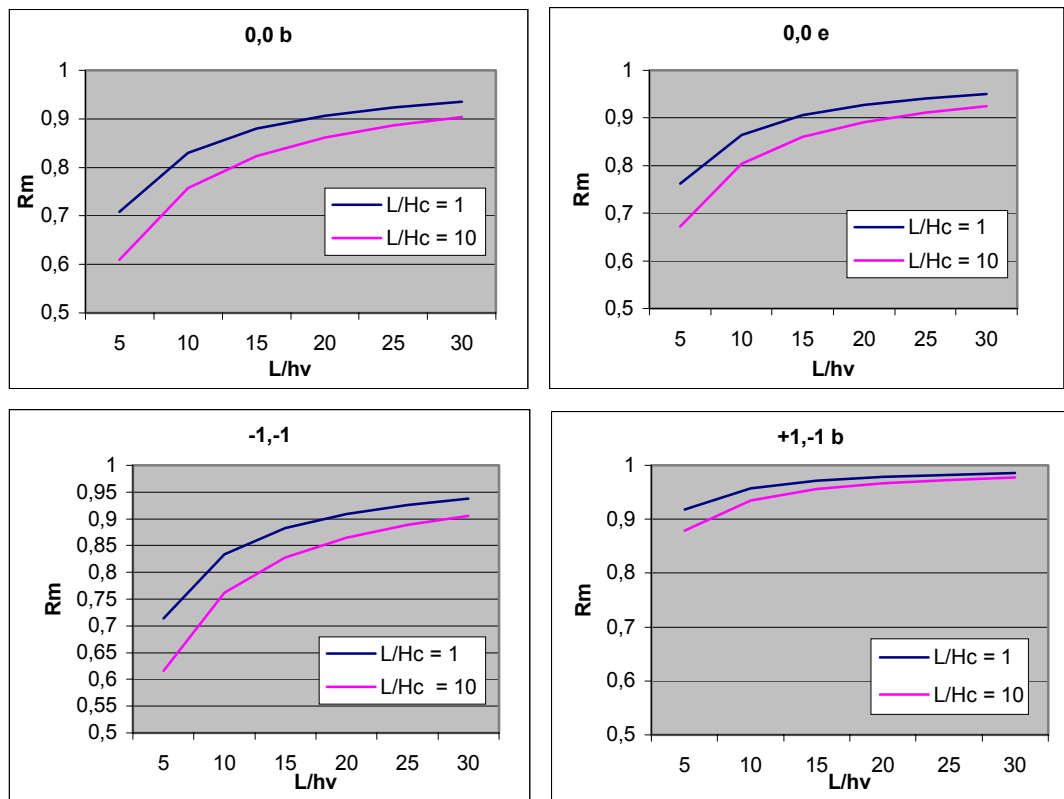 0,0 b
1
0,9
0,8
0,7
0,6
0,5
Rm
L/Hc = 1
L/Hc = 10
5 10 15 20 25 30
L/hv
0,0 e
1
0,9
0,8
0,7
0,6
0,5
Rm
L/Hc = 1
L/Hc = 10
5 10 15 20 25 30
L/hv
-1,-1
1
0,95
0,9
0,85
0,8
0,75
0,7
0,65
0,6
0,55
0,5
Rm
L/Hc = 1
L/Hc = 10
5 10 15 20 25 30
L/hv
+1,-1 b
1
0,9
0,8
0,7
0,6
0,5
Rm
L/Hc = 1
L/Hc = 10
5 10 15 20 25 30
L/hv